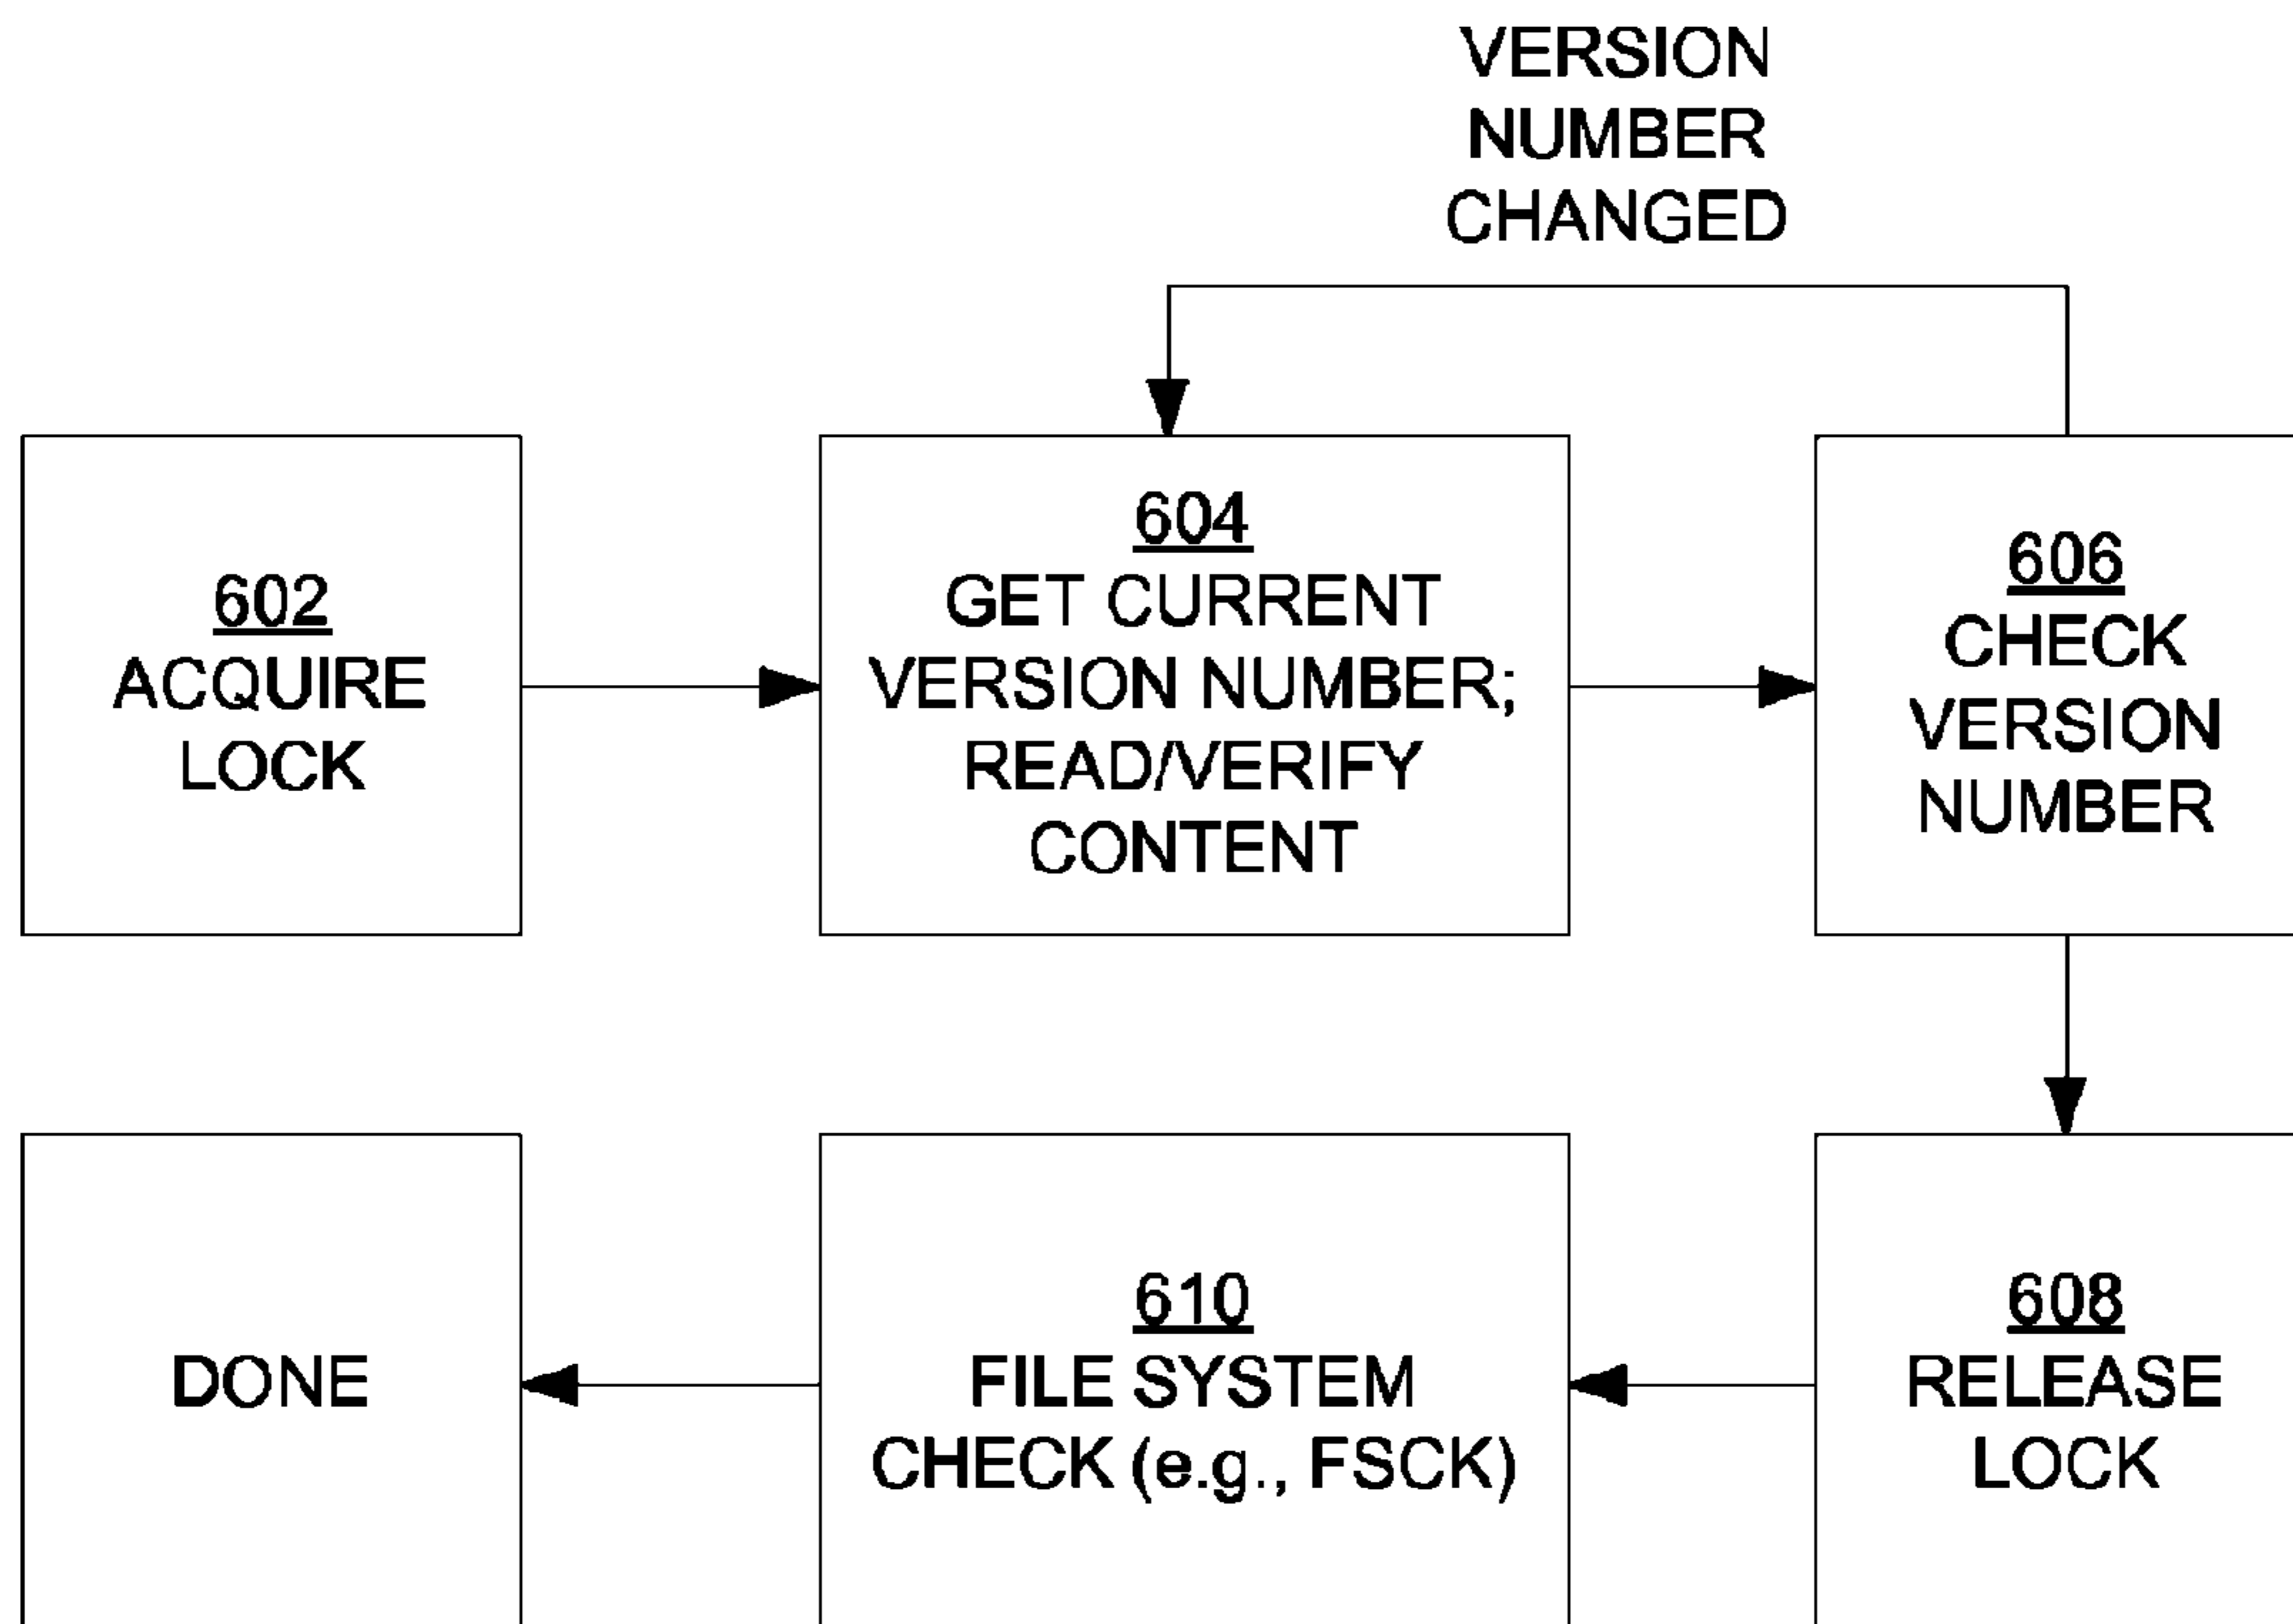 VERSION
NUMBER
CHANGED
602
ACQUIRE
LOCK
604
GET CURRENT
VERSION NUMBER;
READ/VERIFY
CONTENT
606
CHECK
VERSION
NUMBER
DONE
610
FILE SYSTEM
CHECK (e.g., FSCK)
608
RELEASE
LOCK